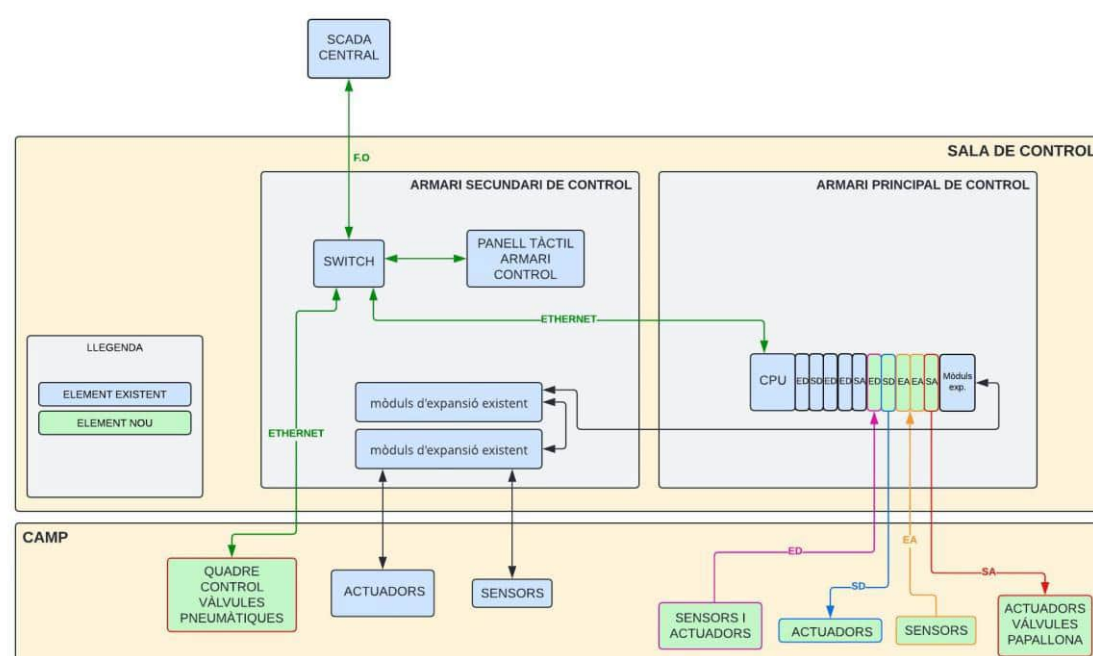 SCADA
CENTRAL
F.O
SALA DE CONTROL
ARMARI SECUNDARI DE CONTROL
ARMARI PRINCIPAL DE CONTROL
SWITCH
PANELL TÀCTIL
ARMARI
CONTROL
ETHERNET
LLEGENDA
ELEMENT EXISTENT
ELEMENT NOU
ETHERNET
mòduls d'expansió existent
mòduls d'expansió existent
CPU
ED
SD
ED
ED
SA
ED
SD
EA
EA
SA
Mòduls
exp.
CAMP
QUADRE
CONTROL
VÀLVULES
PNEUMÀTIQUES
ACTUADORS
SENSORS
ED
SD
EA
SA
SENSORS I
ACTUADORS
ACTUADORS
SENSORS
ACTUADORS
VÁLVULES
PAPALLONA